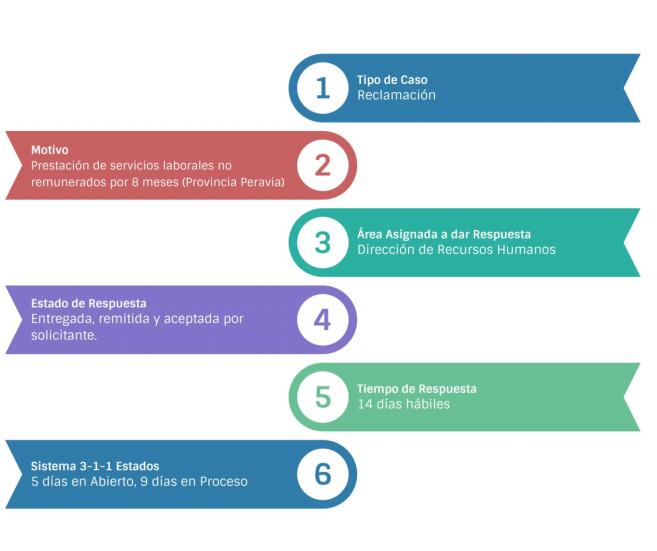 1
Tipo de Caso
Reclamación
Motivo
Prestación de servicios laborales no
remunerados por 8 meses (Provincia Peravia)
2
3
Área Asignada a dar Respuesta
Dirección de Recursos Humanos
Estado de Respuesta
Entregada, remitida y aceptada por
solicitante.
4
5
Tiempo de Respuesta
14 días hábiles
Sistema 3-1-1 Estados
5 días en Abierto, 9 días en Proceso
6